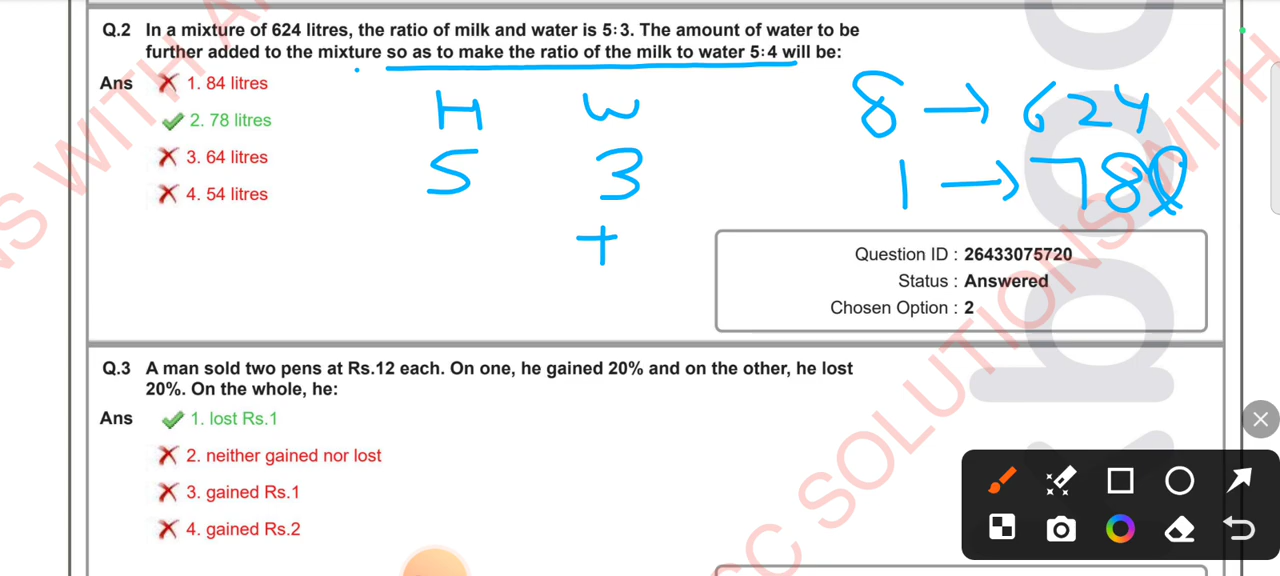 Q.2 In a mixture of 624 litres, the ratio of milk and water is 5:3. The amount of water to be
further added to the mixture so as to make the ratio of the milk to water 5:4 will be:
Ans 1. 84 litres
2. 78 litres
3. 64 litres
4. 54 litres
M W
5 3
+
8 → 624
1 → 78l
Question ID : 26433075720
Status : Answered
Chosen Option : 2
Q.3 A man sold two pens at Rs.12 each. On one, he gained 20% and on the other, he lost
20%. On the whole, he:
Ans 1. lost Rs.1
2. neither gained nor lost
3. gained Rs.1
4. gained Rs.2
SOLUTIONS WITH